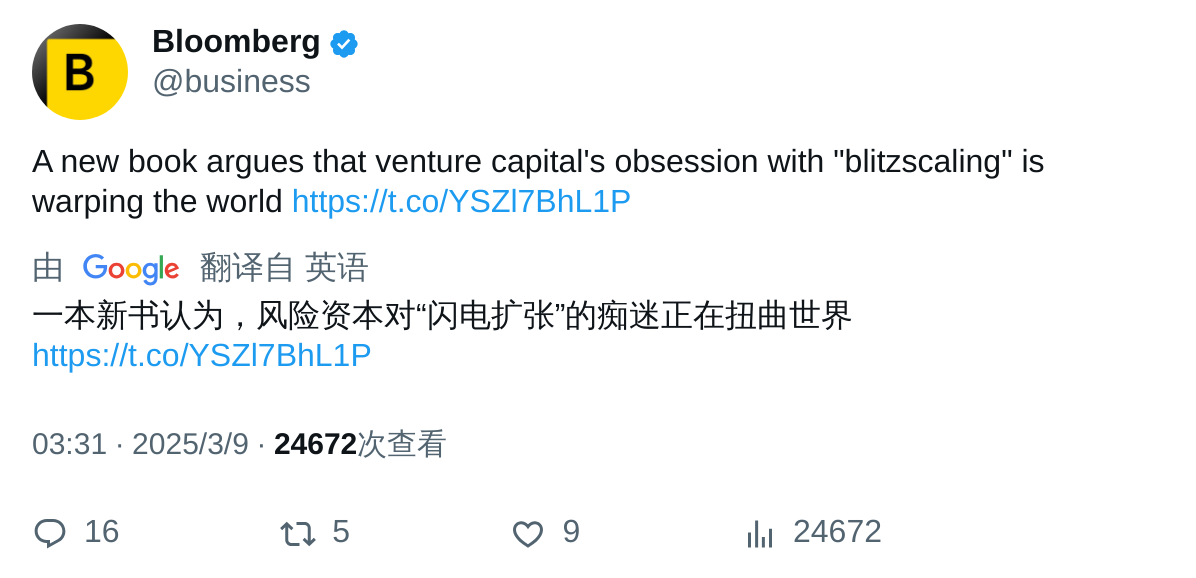 B
Bloomberg
@business
A new book argues that venture capital's obsession with "blitzscaling" is
warping the world https://t.co/YSZl7BhL1P
由 Google 翻译自 英语
一本新书认为，风险资本对“闪电扩张”的痴迷正在扭曲世界
https://t.co/YSZl7BhL1P
03:31 · 2025/3/9 · 24672次查看
16 5 9 24672